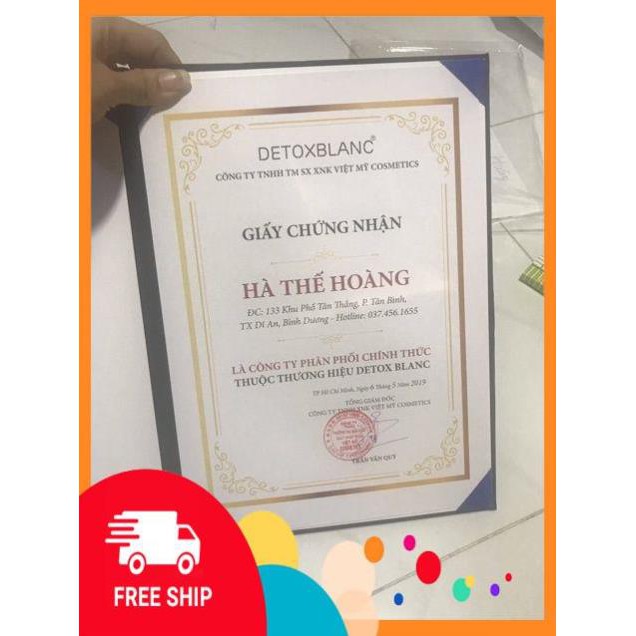 DETOXBLANC®
CÔNG TY TNHH TM SX XNK VIỆT MỸ COSMETICS
GIẤY CHỨNG NHẬN
HÀ THẾ HOÀNG
ĐC: 133 Khu Phố Tân Thắng, P. Tân Bình,
TX Dĩ An, Bình Dương - Hotline: 037.456.1655
LÀ CÔNG TY PHÂN PHỐI CHÍNH THỨC
THUỘC THƯƠNG HIỆU DETOX BLANC
TP Hồ Chí Minh, Ngày 6 Tháng 5 Năm 2019
TỔNG GIÁM ĐỐC
CÔNG TY TNHH XNK VIỆT MỸ COSMETICS
TRẦN VĂN QUY
FREE SHIP